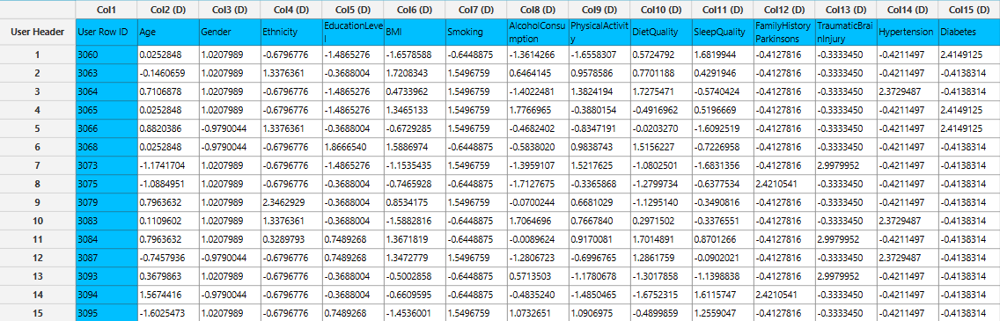 Col1 Col2 (D) Col3 (D) Col4 (D) Col5 (D) Col6 (D) Col7 (D) Col8 (D) Col9 (D) Col10 (D) Col11 (D) Col12 (D) Col13 (D) Col14 (D) Col15 (D)
User Header User Row ID Age Gender Ethnicity EducationLevel BMI Smoking AlcoholConsumption PhysicalActivity DietQuality SleepQuality FamilyHistoryParkinsons TraumaticBrainInjury Hypertension Diabetes
1 3060 0.0252848 1.0207989 -0.6796776 -1.4865276 -1.6578588 -0.6448875 -1.3614266 -1.6558307 0.5724792 1.6819944 -0.4127816 -0.3333450 -0.4211497 2.4149125
2 3063 -0.1460659 1.0207989 1.3376361 -0.3688004 1.7208343 1.5496759 0.6464145 0.9578586 0.7701188 0.4291946 -0.4127816 -0.3333450 -0.4211497 -0.4138314
3 3064 0.7106878 1.0207989 -0.6796776 -1.4865276 0.4733962 1.5496759 -1.4022481 1.3824194 1.7275471 -0.5740424 -0.4127816 -0.3333450 2.3729487 -0.4138314
4 3065 0.0252848 1.0207989 -0.6796776 -1.4865276 1.3465133 1.5496759 1.7766965 -0.3880154 -0.4916962 0.5196669 -0.4127816 -0.3333450 -0.4211497 2.4149125
5 3066 0.8820386 -0.9790044 1.3376361 -0.3688004 -0.6729285 1.5496759 -0.4682402 -0.8347191 -0.0203270 -1.6092519 -0.4127816 -0.3333450 -0.4211497 2.4149125
6 3068 0.0252848 -0.9790044 -0.6796776 1.8666540 1.5886974 -0.6448875 -0.5838020 0.9838743 1.5156227 -0.7226958 -0.4127816 -0.3333450 -0.4211497 -0.4138314
7 3073 -1.1741704 1.0207989 -0.6796776 -1.4865276 -1.1535435 1.5496759 -1.3959107 1.5217625 -1.0802501 -1.6831356 -0.4127816 2.9979952 -0.4211497 -0.4138314
8 3075 -1.0884951 1.0207989 -0.6796776 -0.3688004 -0.7465928 -0.6448875 -1.7127675 -0.3365868 -1.2799734 -0.6377534 2.4210541 -0.3333450 -0.4211497 -0.4138314
9 3079 0.7963632 1.0207989 2.3462929 -0.3688004 0.8534175 1.5496759 -0.0700244 0.6681029 -1.1295140 -0.3490816 -0.4127816 -0.3333450 -0.4211497 -0.4138314
10 3083 0.1109602 1.0207989 1.3376361 -0.3688004 -1.5882816 -0.6448875 1.7064696 0.7667840 0.2971502 -0.3376551 -0.4127816 -0.3333450 2.3729487 -0.4138314
11 3084 0.7963632 1.0207989 0.3289793 0.7489268 1.3671819 -0.6448875 -0.0089624 0.9170081 1.7014891 0.8701266 -0.4127816 2.9979952 -0.4211497 -0.4138314
12 3087 -0.7457936 -0.9790044 -0.6796776 0.7489268 1.3472779 1.5496759 -1.2806723 -0.6996765 1.2861759 -0.0902021 -0.4127816 -0.3333450 2.3729487 -0.4138314
13 3093 0.3679863 1.0207989 -0.6796776 -0.3688004 -0.5002858 -0.6448875 0.5713503 -1.1780678 -1.3017858 -1.1398838 -0.4127816 2.9979952 -0.4211497 -0.4138314
14 3094 1.5674416 -0.9790044 -0.6796776 -0.3688004 -0.6609595 -0.6448875 -0.4835240 -1.4850465 -1.6752315 1.6115747 2.4210541 -0.3333450 -0.4211497 -0.4138314
15 3095 -1.6025473 1.0207989 -0.6796776 0.7489268 -1.4536001 1.5496759 1.0732651 1.0906975 -0.4899859 1.2559047 -0.4127816 -0.3333450 -0.4211497 -0.4138314